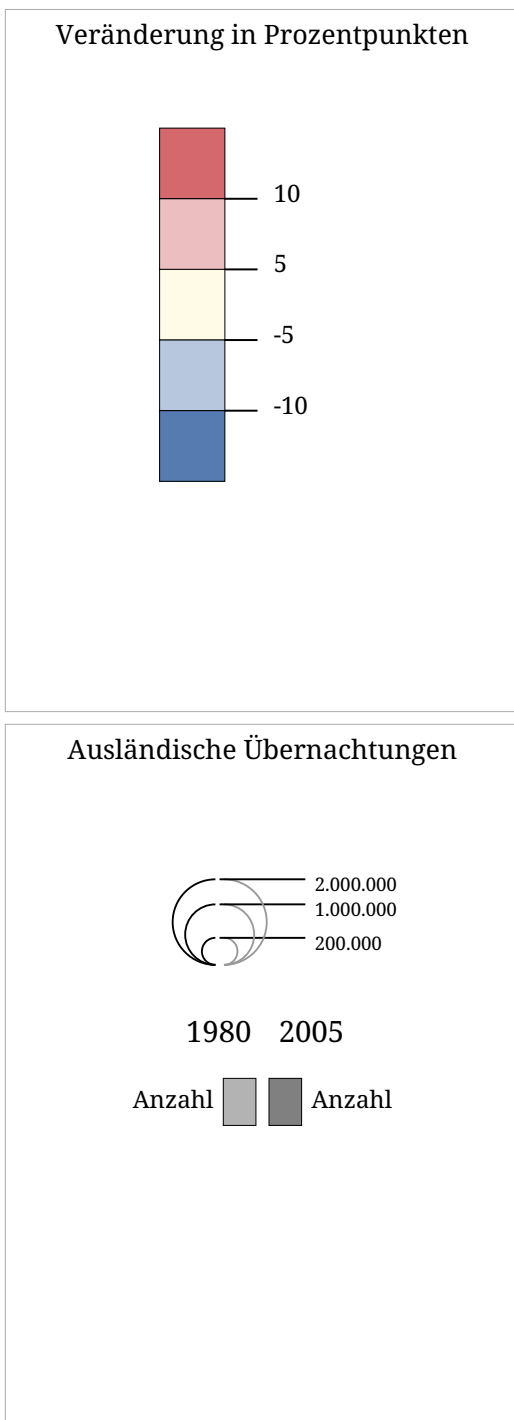 Veränderung in Prozentpunkten
10
5
-5
-10
Ausländische Übernachtungen
2.000.000
1.000.000
200.000
1980 2005
Anzahl Anzahl